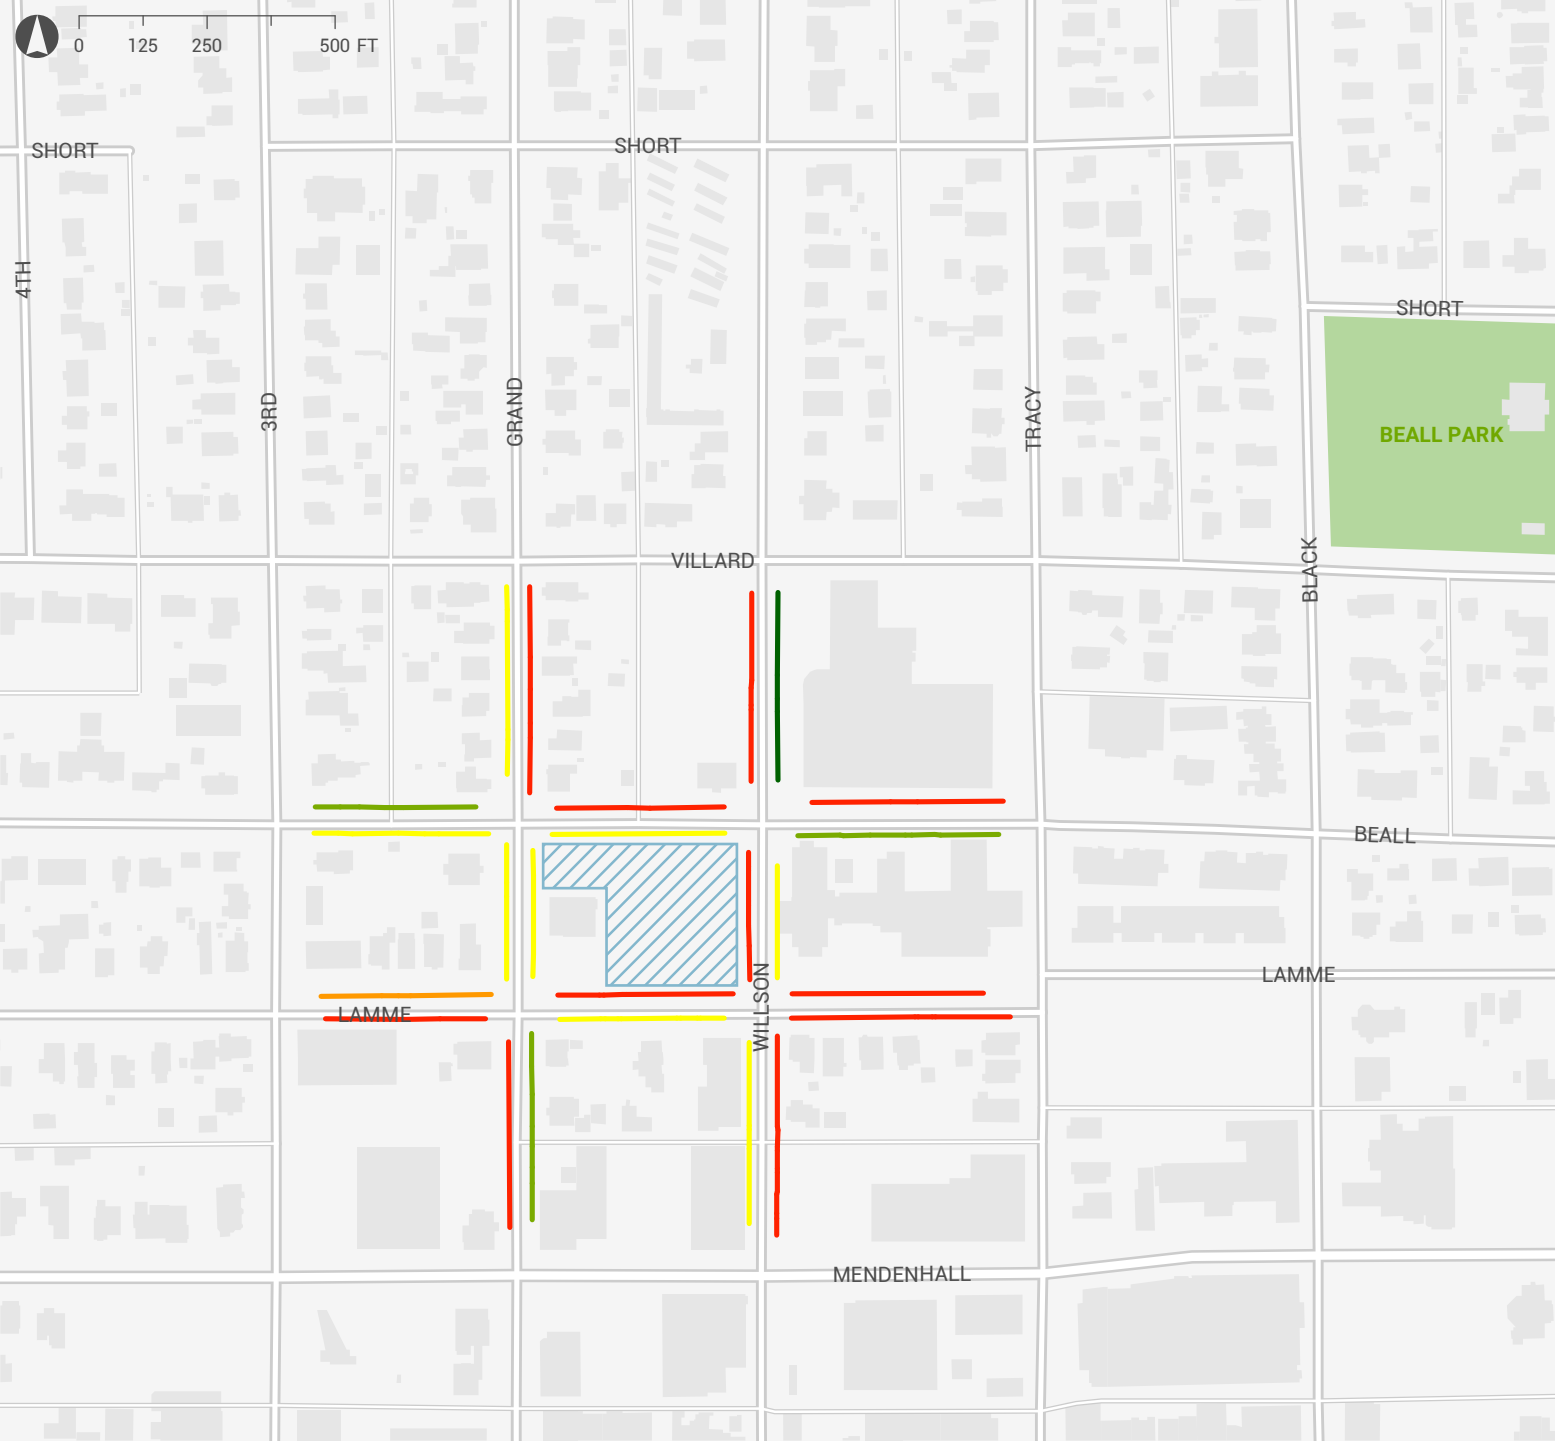 0 125 250 500 FT
SHORT
SHORT
4TH
SHORT
3RD
GRAND
TRACY
BEALL PARK
VILLARD
BLACK
BEALL
LAMME
WILLSON
LAMME
MENDENHALL